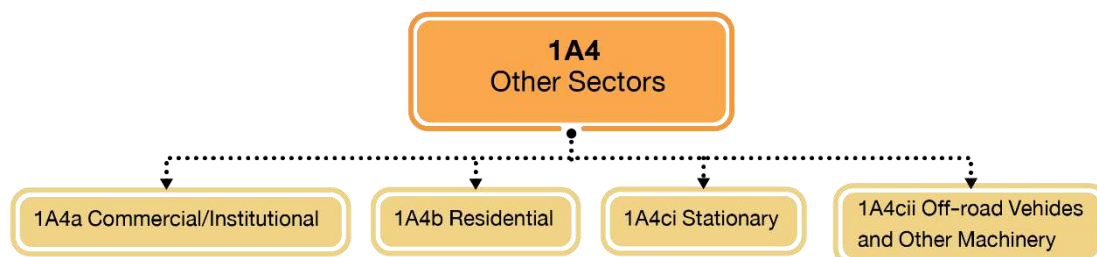 1A4
Other Sectors
1A4a Commercial/Institutional
1A4b Residential
1A4ci Stationary
1A4cii Off-road Vehides
and Other Machinery